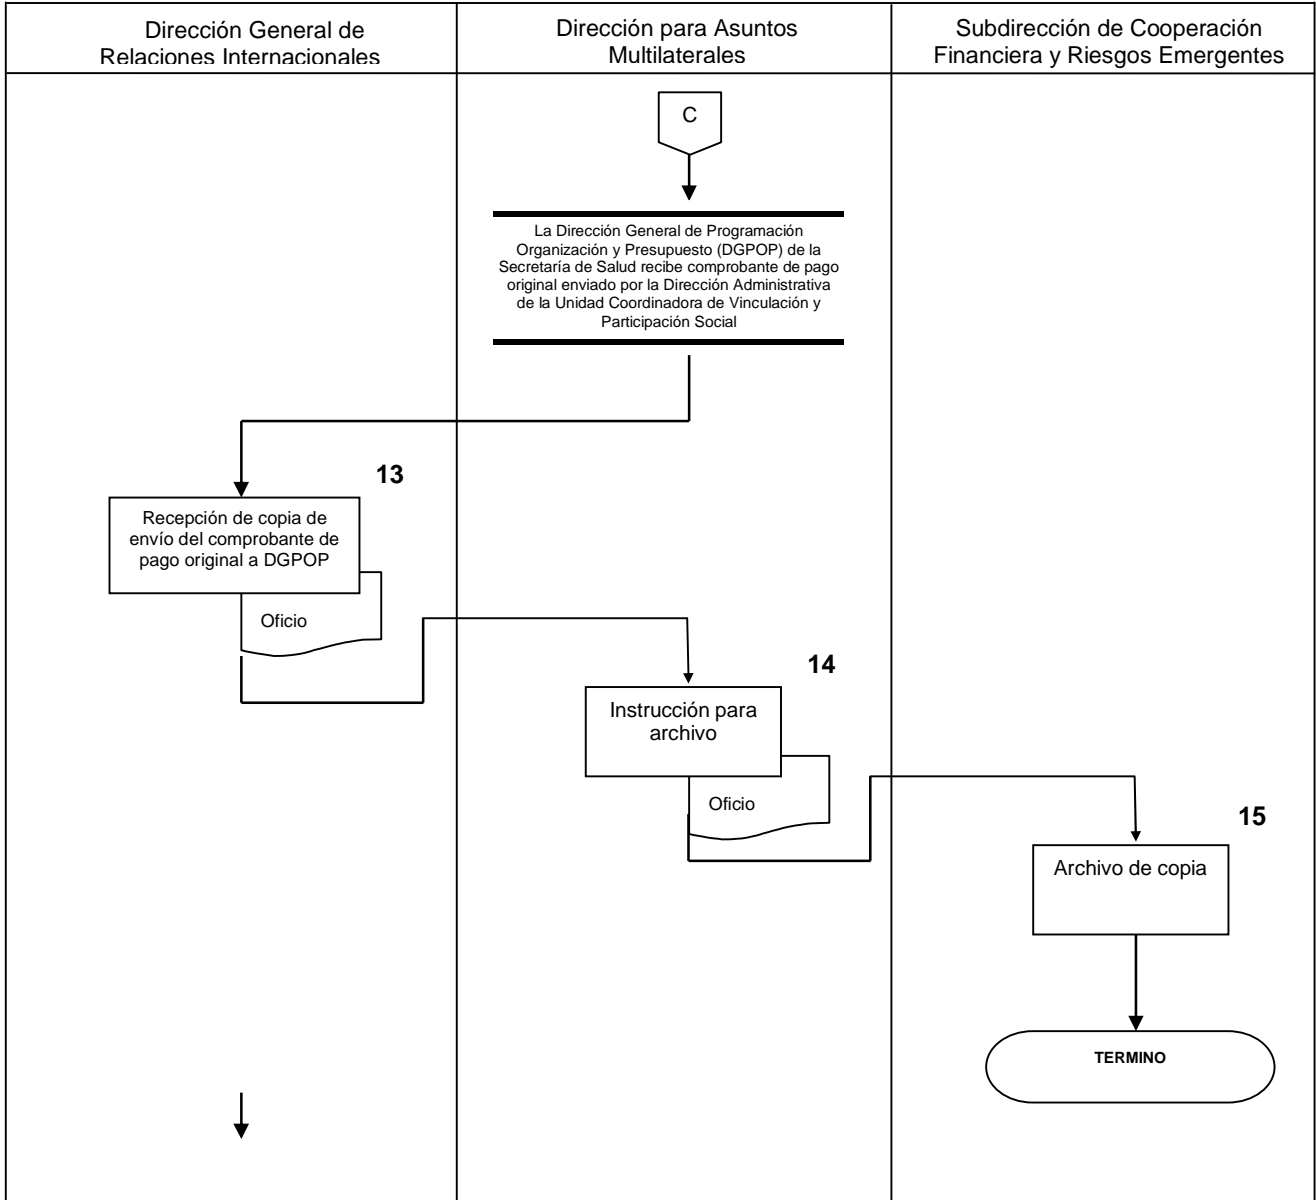 Dirección General de
Relaciones Internacionales
Dirección para Asuntos
Multilaterales
Subdirección de Cooperación
Financiera y Riesgos Emergentes
C
La Dirección General de Programación
Organización y Presupuesto (DGPOP) de la
Secretaría de Salud recibe comprobante de pago
original enviado por la Dirección Administrativa
de la Unidad Coordinadora de Vinculación y
Participación Social
13
Recepción de copia de
envío del comprobante de
pago original a DGPOP
Oficio
14
Instrucción para
archivo
Oficio
15
Archivo de copia
TERMINO